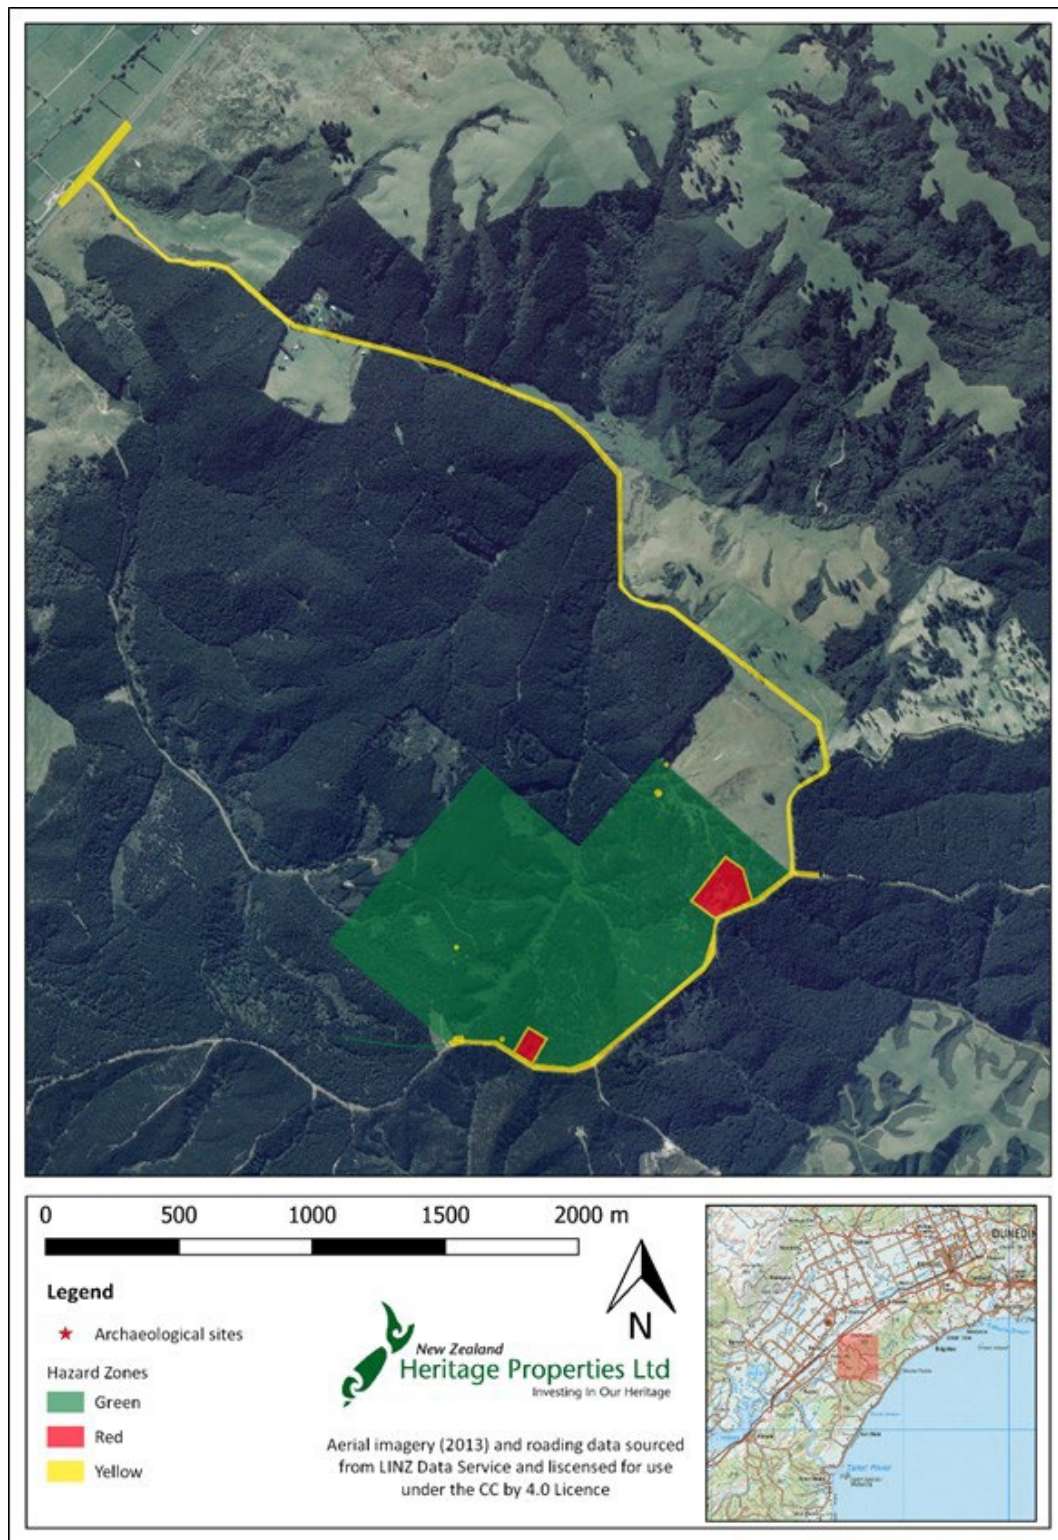 0 500 1000 1500 2000 m
Legend
Archaeological sites
Hazard Zones
Green
Red
Yellow
N
New Zealand
Heritage Properties Ltd
Investing In Our Heritage
Aerial imagery (2013) and roading data sourced
from LINZ Data Service and liscensed for use
under the CC by 4.0 Licence
DUNEDIN
Taieri River